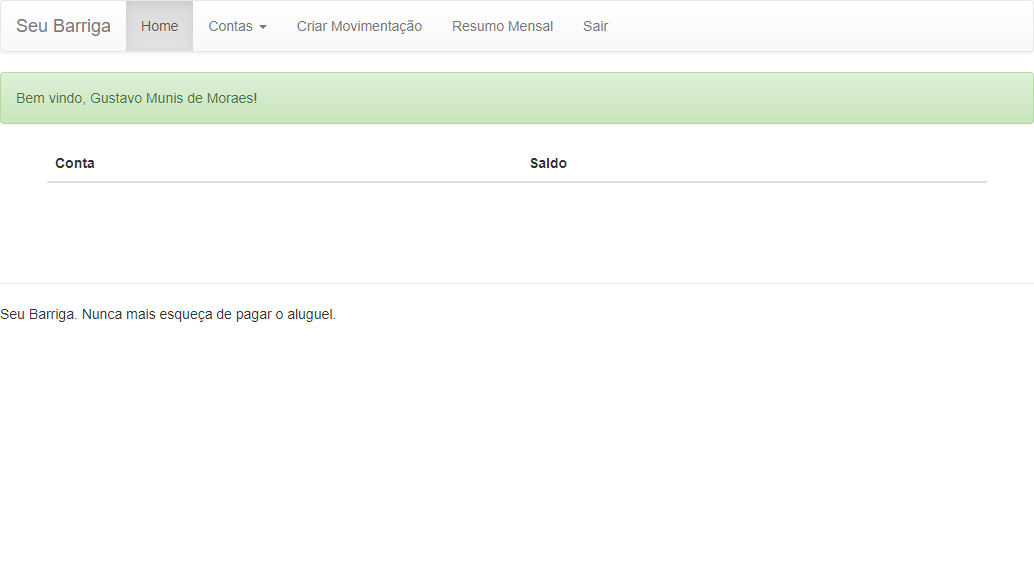 Seu Barriga Home Contas Criar Movimentação Resumo Mensal Sair
Bem vindo, Gustavo Munis de Moraes!
Conta Saldo
Seu Barriga. Nunca mais esqueça de pagar o aluguel.